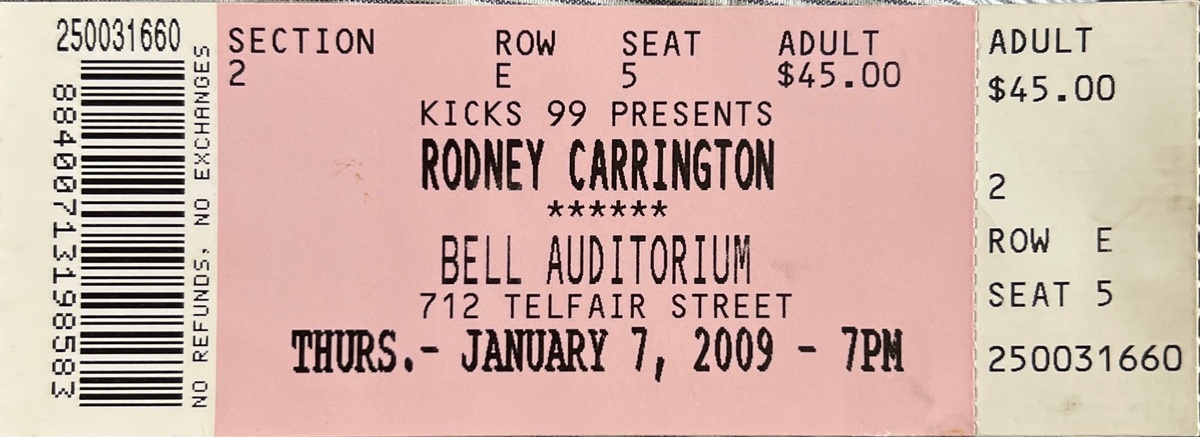 250031660
88400713198583
NO REFUNDS, NO EXCHANGES
SECTION ROW SEAT ADULT
2 E 5 $45.00
KICKS 99 PRESENTS
RODNEY CARRINGTON
******
BELL AUDITORIUM
712 TELFAIR STREET
THURS.- JANUARY 7, 2009 - 7PM
ADULT
$45.00
2
ROW E
SEAT 5
250031660